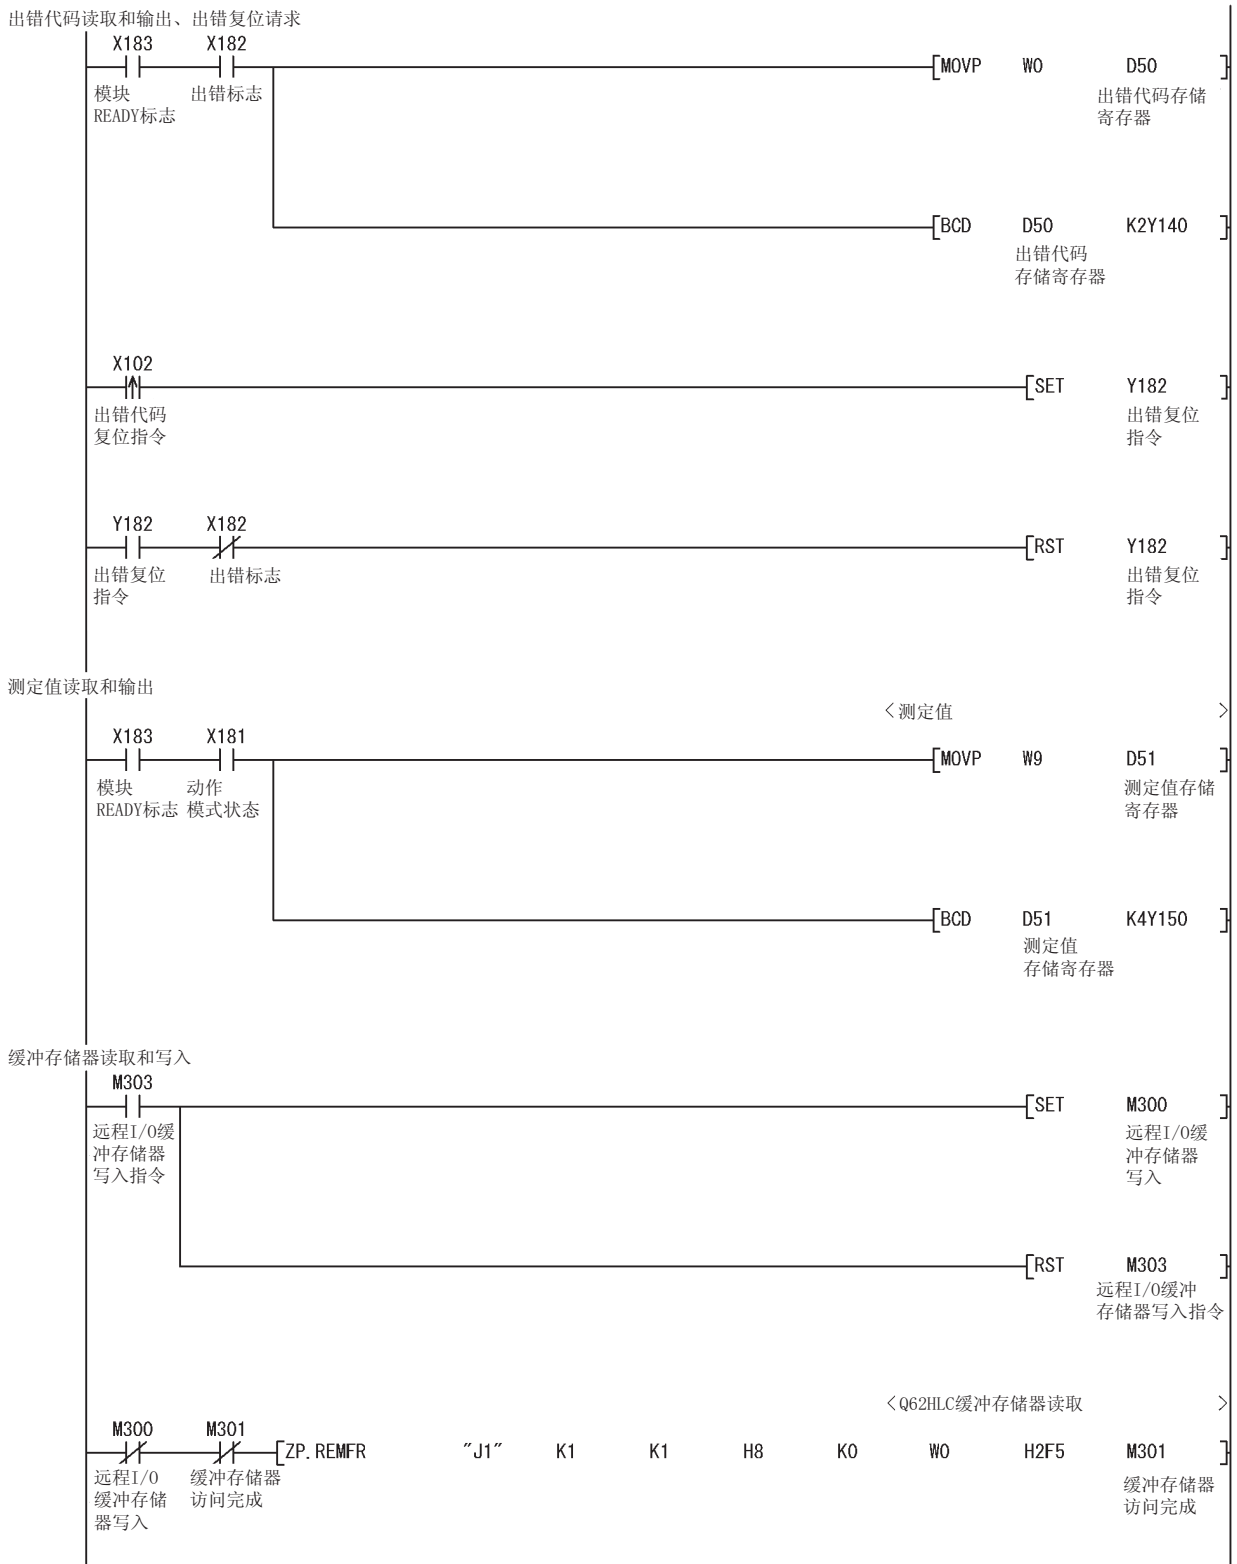 出错代码读取和输出、出错复位请求
X183 X182
MOVP W0 D50
模块 出错标志
READY标志
出错代码存储
寄存器
BCD D50 K2Y140
出错代码
存储寄存器
X102
SET Y182
出错代码
复位指令
出错复位
指令
Y182 X182
RST Y182
出错复位 出错标志
指令
出错复位
指令
测定值读取和输出
<测定值 >
X183 X181
MOVP W9 D51
模块 动作
READY标志 模式状态
测定值存储
寄存器
BCD D51 K4Y150
测定值
存储寄存器
缓冲存储器读取和写入
M303
SET M300
远程I/O缓
冲存储器
写入指令
远程I/O缓
冲存储器
写入
RST M303
远程I/O缓冲
存储器写入指令
<Q62HLC缓冲存储器读取 >
M300 M301
ZP.REMFR "J1" K1 K1 H8 K0 W0 H2F5 M301
远程I/O 缓冲存储器
缓冲存储 访问完成
器写入
缓冲存储器
访问完成